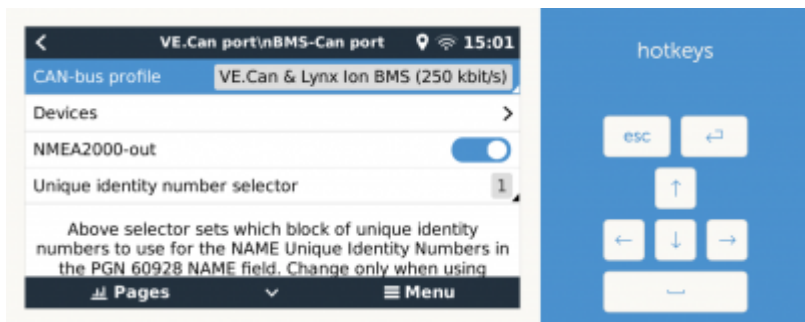 VE.Can port\nBMS-Can port 15:01
CAN-bus profile VE.Can & Lynx Ion BMS (250 kbit/s)
Devices
NMEA2000-out
Unique identity number selector 1
Above selector sets which block of unique identity
numbers to use for the NAME Unique Identity Numbers in
the PGN 60928 NAME field. Change only when using
Pages Menu
hotkeys
esc